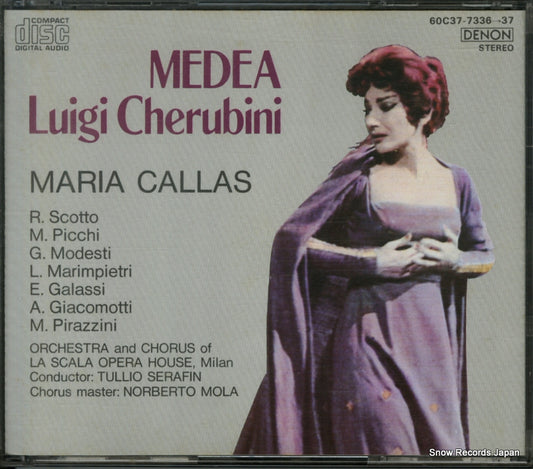 COMPACT
disc
DIGITAL AUDIO
60C37-7336→37
DENON
STEREO
MEDEA
Luigi Cherubini
MARIA CALLAS
R. Scotto
M. Picchi
G. Modesti
L. Marimpietri
E. Galassi
A. Giacomotti
M. Pirazzini
ORCHESTRA and CHORUS of
LA SCALA OPERA HOUSE, Milan
Conductor: TULLIO SERAFIN
Chorus master: NORBERTO MOLA
Snow Records Japan